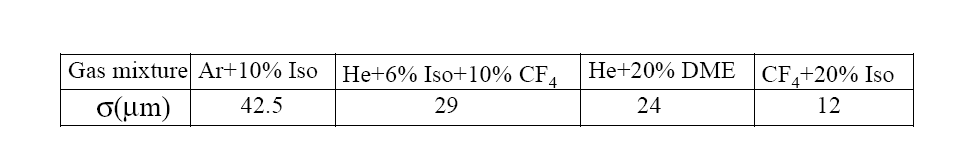 Gas mixture Ar+10% Iso He+6% Iso+10% CF₄ He+20% DME CF₄+20% Iso
σ(μm) 42.5 29 24 12